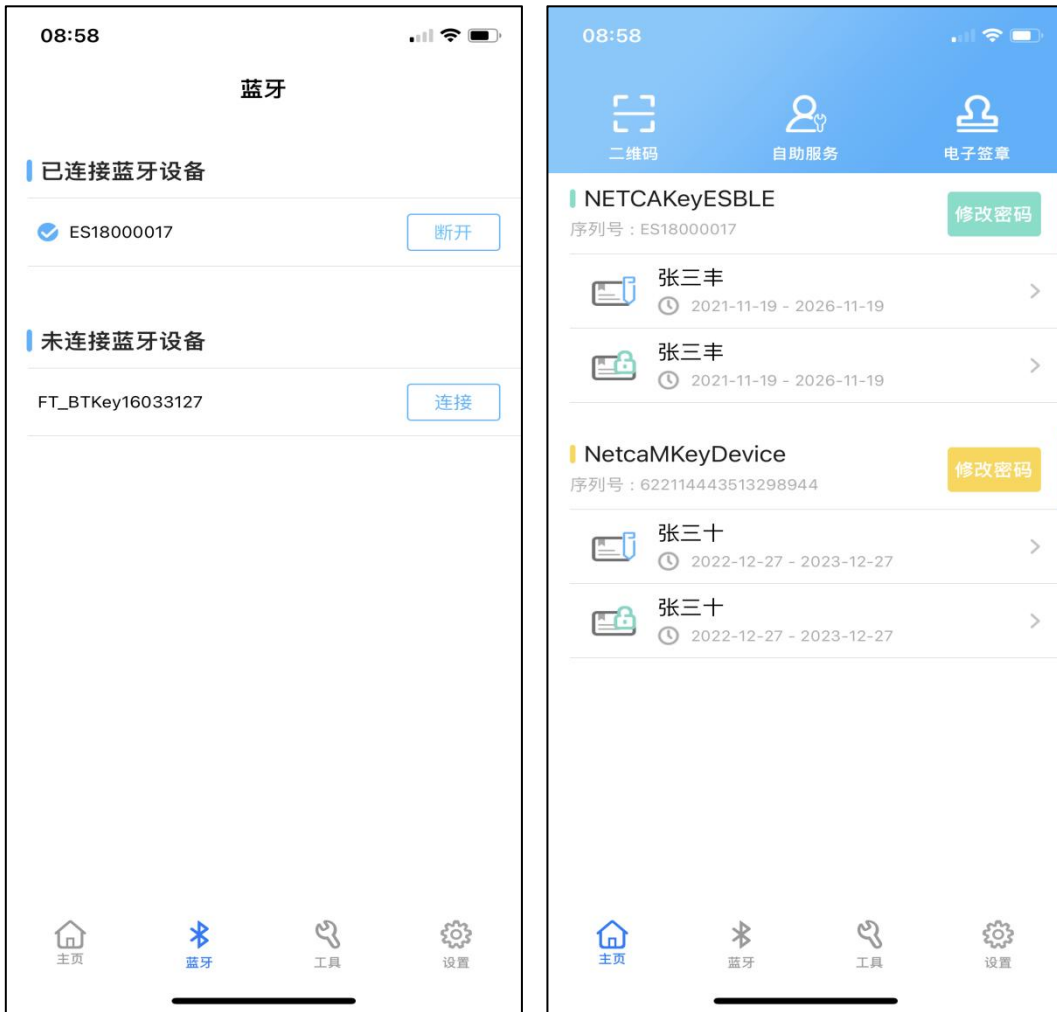 08:58
蓝牙
已连接蓝牙设备
ES18000017
断开
未连接蓝牙设备
FT_BTKey16033127
连接
主页
蓝牙
工具
设置
08:58
二维码
自助服务
电子签章
NETCAKeyESBLE
修改密码
序列号：ES18000017
张三丰
2021-11-19 - 2026-11-19
张三丰
2021-11-19 - 2026-11-19
NetcaMKeyDevice
修改密码
序列号：622114443513298944
张三十
2022-12-27 - 2023-12-27
张三十
2022-12-27 - 2023-12-27
主页
蓝牙
工具
设置